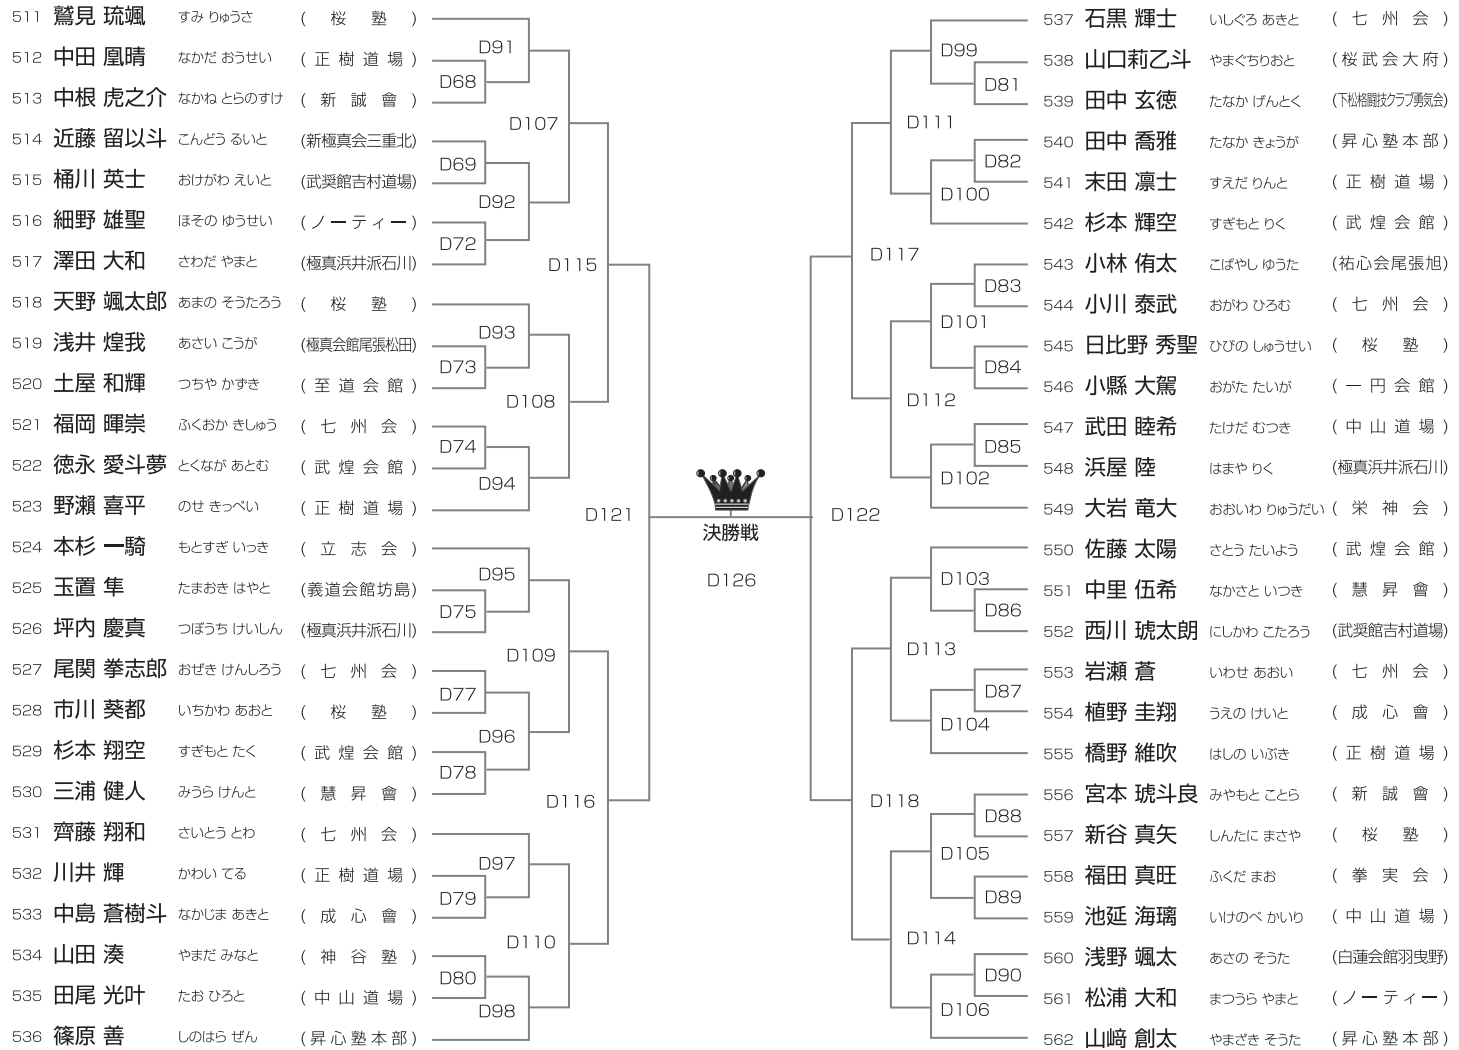 511 鷲見 琉颯 すみ りゅうさ (桜塾)
512 中田 凰晴 なかだ おうせい (正樹道場)
513 中根 虎之介 なかね とらのすけ (新誠會)
514 近藤 留以斗 こんどう るいと (新極真会三重北)
515 桶川 英士 おけがわ えいと (武奨館吉村道場)
516 細野 雄聖 ほその ゆうせい (ノーティー)
517 澤田 大和 さわだ やまと (極真浜井派石川)
518 天野 颯太郎 あまの そうたろう (桜塾)
519 浅井 煌我 あさい こうが (極真会館尾張松田)
520 土屋 和輝 つちや かずき (至道会館)
521 福岡 暉崇 ふくおか きしゅう (七州会)
522 徳永 愛斗夢 とくなが あとむ (武煌会館)
523 野瀨 喜平 のせ きっぺい (正樹道場)
524 本杉 一騎 もとすぎ いっき (立志会)
525 玉置 隼 たまおき はやと (義道会館坊島)
526 坪内 慶真 つぼうち けいしん (極真浜井派石川)
527 尾関 拳志郎 おぜき けんしろう (七州会)
528 市川 葵都 いちかわ あおと (桜塾)
529 杉本 翔空 すぎもと たく (武煌会館)
530 三浦 健人 みうら けんと (慧昇會)
531 齊藤 翔和 さいとう とわ (七州会)
532 川井 輝 かわい てる (正樹道場)
533 中島 蒼樹斗 なかじま あきと (成心會)
534 山田 湊 やまだ みなと (神谷塾)
535 田尾 光叶 たお ひろと (中山道場)
536 篠原 善 しのはら ぜん (昇心塾本部)
D91
D68
D107
D69
D92
D72
D115
D93
D73
D108
D74
D94
D121
D95
D75
D109
D77
D96
D78
D116
D97
D79
D110
D80
D98
決勝戦
D126
D99
D81
D111
D82
D100
D117
D83
D101
D84
D112
D85
D102
D122
D103
D86
D113
D87
D104
D118
D88
D105
D89
D114
D90
D106
537 石黒 輝士 いしぐろ あきと (七州会)
538 山口莉乙斗 やまぐちりおと (桜武会大府)
539 田中 玄徳 たなか げんとく (下松格闘技クラブ勇気会)
540 田中 喬雅 たなか きょうが (昇心塾本部)
541 末田 凛士 すえだ りんと (正樹道場)
542 杉本 輝空 すぎもと りく (武煌会館)
543 小林 侑太 こばやし ゆうた (祐心会尾張旭)
544 小川 泰武 おがわ ひろむ (七州会)
545 日比野 秀聖 ひびの しゅうせい (桜塾)
546 小縣 大駕 おがた たいが (一円会館)
547 武田 睦希 たけだ むつき (中山道場)
548 浜屋 陸 はまや りく (極真浜井派石川)
549 大岩 竜大 おおいわ りゅうだい (栄神会)
550 佐藤 太陽 さとう たいよう (武煌会館)
551 中里 伍希 なかさと いつき (慧昇會)
552 西川 琥太朗 にしかわ こたろう (武奨館吉村道場)
553 岩瀬 蒼 いわせ あおい (七州会)
554 植野 圭翔 うえの けいと (成心會)
555 橋野 維吹 はしの いぶき (正樹道場)
556 宮本 琥斗良 みやもと ことら (新誠會)
557 新谷 真矢 しんたに まさや (桜塾)
558 福田 真旺 ふくだ まお (拳実会)
559 池延 海璃 いけのべ かいり (中山道場)
560 浅野 颯太 あさの そうた (白蓮会館羽曳野)
561 松浦 大和 まつうら やまと (ノーティー)
562 山﨑 創太 やまざき そうた (昇心塾本部)